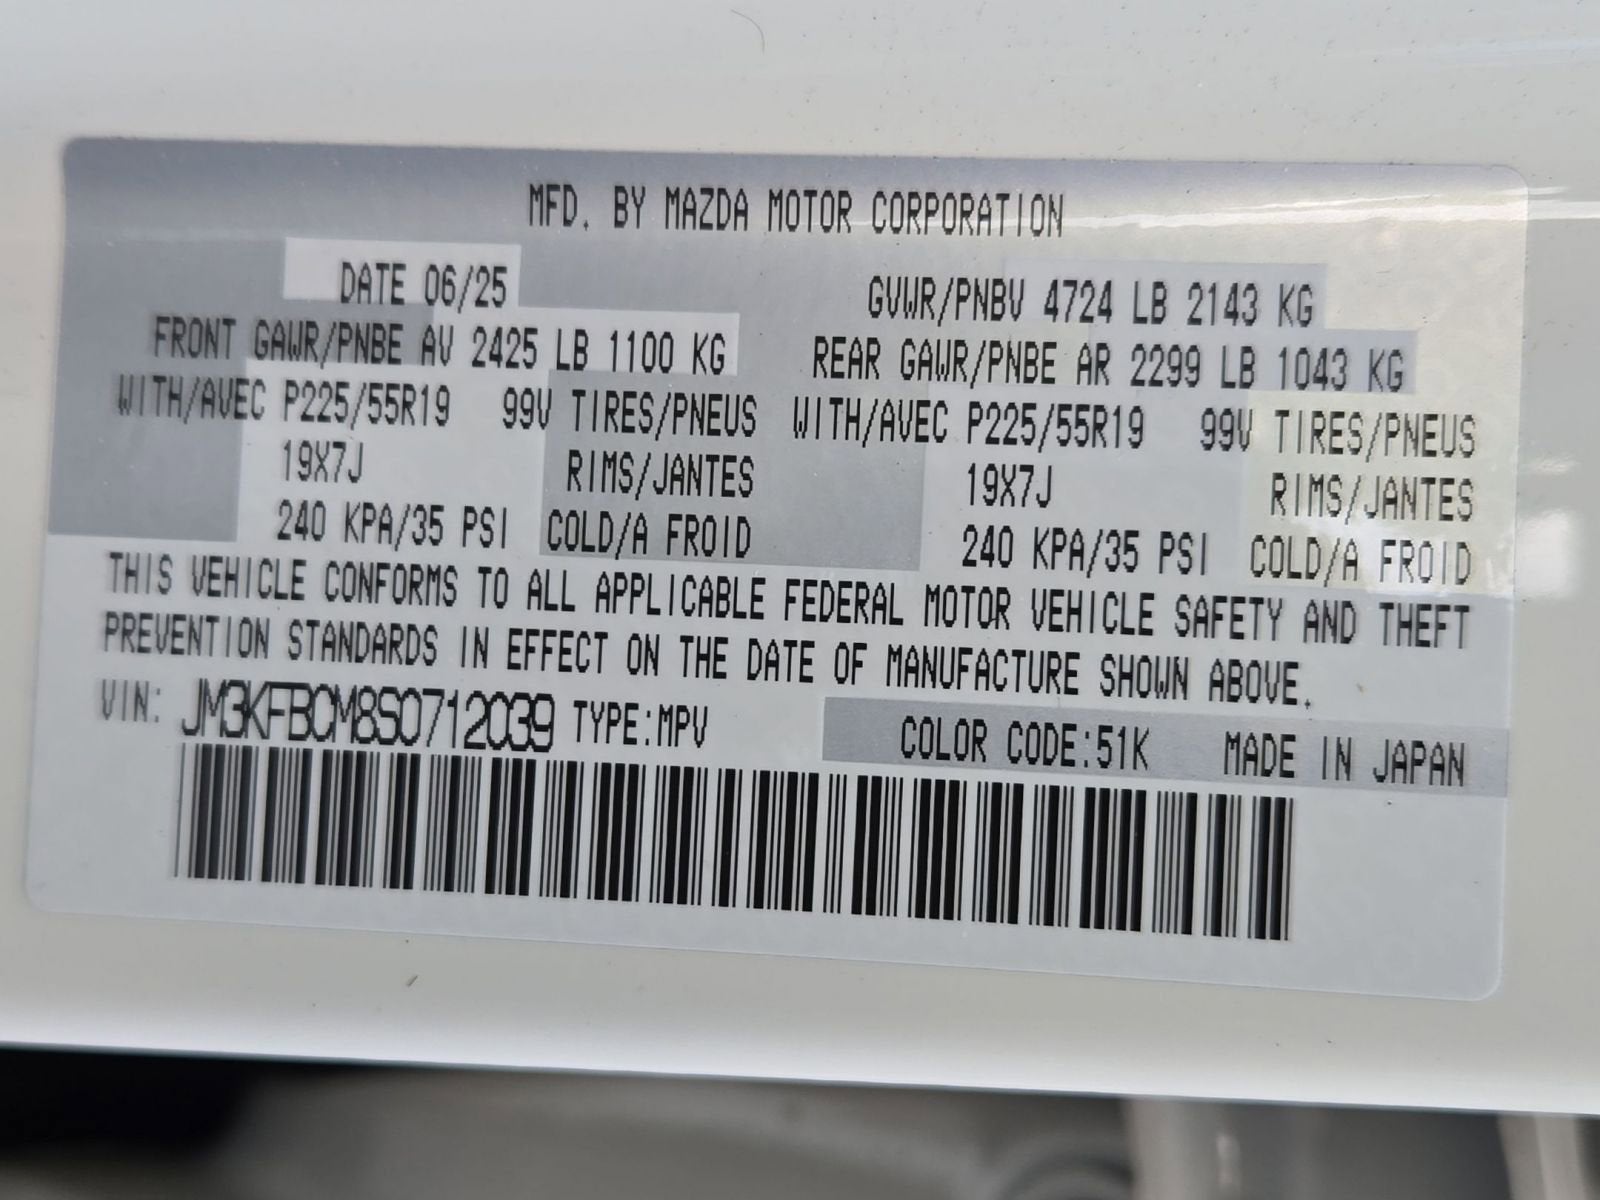 MFD. BY MAZDA MOTOR CORPORATION
DATE 06/25 GVWR/PNBV 4724 LB 2143 KG
FRONT GAWR/PNBE AV 2425 LB 1100 KG REAR GAWR/PNBE AR 2299 LB 1043 KG
WITH/AVEC P225/55R19 99V TIRES/PNEUS WITH/AVEC P225/55R19 99V TIRES/PNEUS
19X7J RIMS/JANTES 19X7J RIMS/JANTES
240 KPA/35 PSI COLD/A FROID 240 KPA/35 PSI COLD/A FROID
THIS VEHICLE CONFORMS TO ALL APPLICABLE FEDERAL MOTOR VEHICLE SAFETY AND THEFT
PREVENTION STANDARDS IN EFFECT ON THE DATE OF MANUFACTURE SHOWN ABOVE.
VIN: JM3KFBCM8S0712039 TYPE:MPV COLOR CODE:51K MADE IN JAPAN